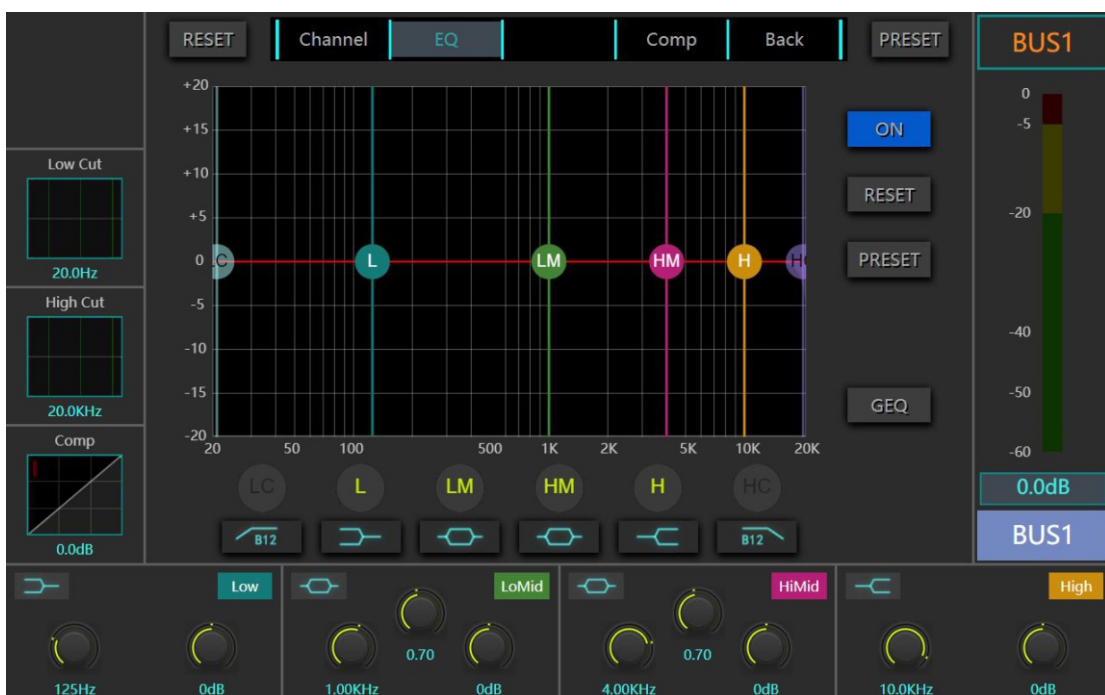 RESET
Channel
EQ
Comp
Back
PRESET
BUS1
Low Cut
20.0Hz
High Cut
20.0KHz
Comp
0.0dB
+20
+15
+10
+5
0
-5
-10
-15
-20
C
L
LM
HM
H
H
20
50
100
500
1K
2K
5K
10K
20K
ON
RESET
PRESET
GEQ
0
-5
-20
-40
-50
-60
0.0dB
BUS1
LC
L
LM
HM
H
HC
B12
B12
Low
125Hz
0dB
LoMid
0.70
1.00KHz
0dB
HiMid
0.70
4.00KHz
0dB
High
10.0KHz
0dB